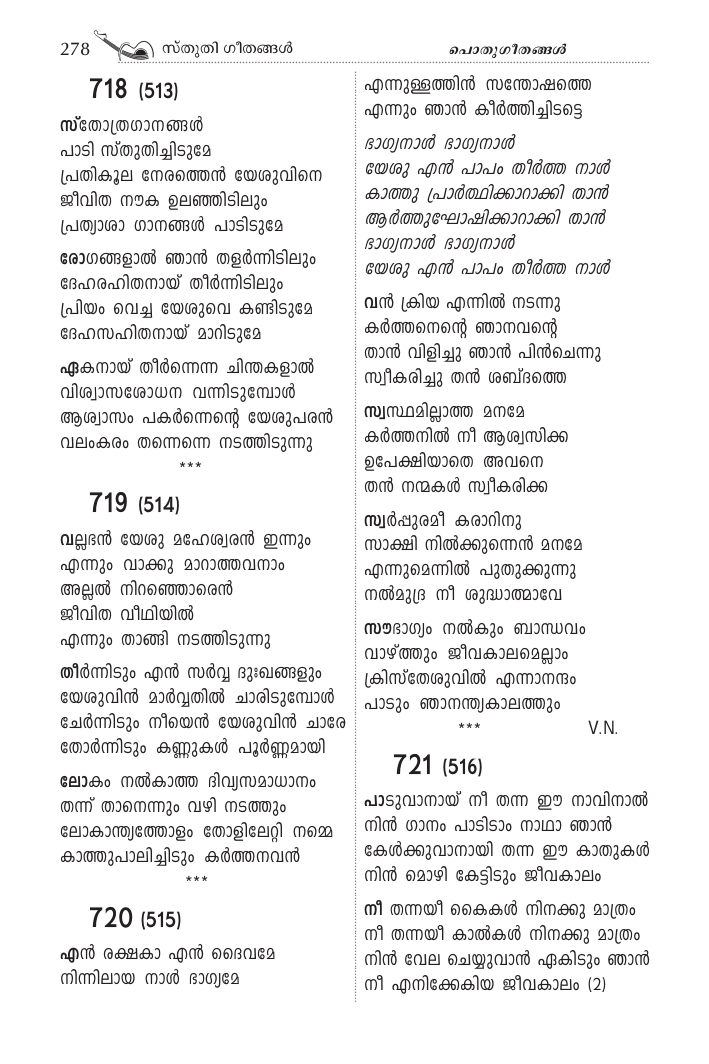 278 സ്തുതി ഗീതങ്ങൾ പൊതുഗീതങ്ങൾ
718 (513)
സ്തോത്രഗാനങ്ങൾ
പാടി സ്തുതിച്ചിടുമേ
പ്രതികൂല നേരത്തെൻ യേശുവിനെ
ജീവിത നൗക ഉലഞ്ഞിടിലും
പ്രത്യാശാ ഗാനങ്ങൾ പാടിടുമേ
രോഗങ്ങളാൽ ഞാൻ തളർന്നിടിലും
ദേഹരഹിതനായ് തീർന്നിടിലും
പ്രിയം വെച്ച യേശുവെ കണ്ടിടുമേ
ദേഹസഹിതനായ് മാറിടുമേ
ഏകനായ് തീർന്നെന്ന ചിന്തകളാൽ
വിശ്വാസശോധന വന്നിടുമ്പോൾ
ആശ്വാസം പകർന്നെന്റെ യേശുപരൻ
വലംകരം തന്നെന്നെ നടത്തിടുന്നു
***
719 (514)
വല്ലഭൻ യേശു മഹേശ്വരൻ ഇന്നും
എന്നും വാക്കു മാറാത്തവനാം
അല്ലൽ നിറഞ്ഞൊരെൻ
ജീവിത വീഥിയിൽ
എന്നും താങ്ങി നടത്തിടുന്നു
തീർന്നിടും എൻ സർവ്വ ദുഃഖങ്ങളും
യേശുവിൻ മാർവ്വതിൽ ചാരിടുമ്പോൾ
ചേർന്നിടും നീയെൻ യേശുവിൻ ചാരേ
തോർന്നിടും കണ്ണുകൾ പൂർണ്ണമായി
ലോകം നൽകാത്ത ദിവ്യസമാധാനം
തന്ന് താനെന്നും വഴി നടത്തും
ലോകാന്ത്യത്തോളം തോളിലേറ്റി നമ്മെ
കാത്തുപാലിച്ചിടും കർത്തനവൻ
***
720 (515)
എൻ രക്ഷകാ എൻ ദൈവമേ
നിന്നിലായ നാൾ ഭാഗ്യമേ
എന്നുള്ളത്തിൻ സന്തോഷത്തെ
എന്നും ഞാൻ കീർത്തിച്ചിടട്ടെ
ഭാഗ്യനാൾ ഭാഗ്യനാൾ
യേശു എൻ പാപം തീർത്ത നാൾ
കാത്തു പ്രാർത്ഥിക്കാറാക്കി താൻ
ആർത്തുഘോഷിക്കാറാക്കി താൻ
ഭാഗ്യനാൾ ഭാഗ്യനാൾ
യേശു എൻ പാപം തീർത്ത നാൾ
വൻ ക്രിയ എന്നിൽ നടന്നു
കർത്തനെന്റെ ഞാനവന്റെ
താൻ വിളിച്ചു ഞാൻ പിൻചെന്നു
സ്വീകരിച്ചു തൻ ശബ്ദത്തെ
സ്വസ്ഥമില്ലാത്ത മനമേ
കർത്തനിൽ നീ ആശ്വസിക്ക
ഉപേക്ഷിയാതെ അവനെ
തൻ നന്മകൾ സ്വീകരിക്ക
സ്വർപ്പുരമീ കരാറിനു
സാക്ഷി നിൽക്കുന്നെൻ മനമേ
എന്നുമെന്നിൽ പുതുക്കുന്നു
നൽമുദ്ര നീ ശുദ്ധാത്മാവേ
സൗഭാഗ്യം നൽകും ബാന്ധവം
വാഴ്ത്തും ജീവകാലമെല്ലാം
ക്രിസ്തേശുവിൽ എന്നാനന്ദം
പാടും ഞാനന്ത്യകാലത്തും
*** V.N.
721 (516)
പാടുവാനായ് നീ തന്ന ഈ നാവിനാൽ
നിൻ ഗാനം പാടിടാം നാഥാ ഞാൻ
കേൾക്കുവാനായി തന്ന ഈ കാതുകൾ
നിൻ മൊഴി കേട്ടിടും ജീവകാലം
നീ തന്നയീ കൈകൾ നിനക്കു മാത്രം
നീ തന്നയീ കാൽകൾ നിനക്കു മാത്രം
നിൻ വേല ചെയ്യുവാൻ ഏകിടും ഞാൻ
നീ എനിക്കേകിയ ജീവകാലം (2)